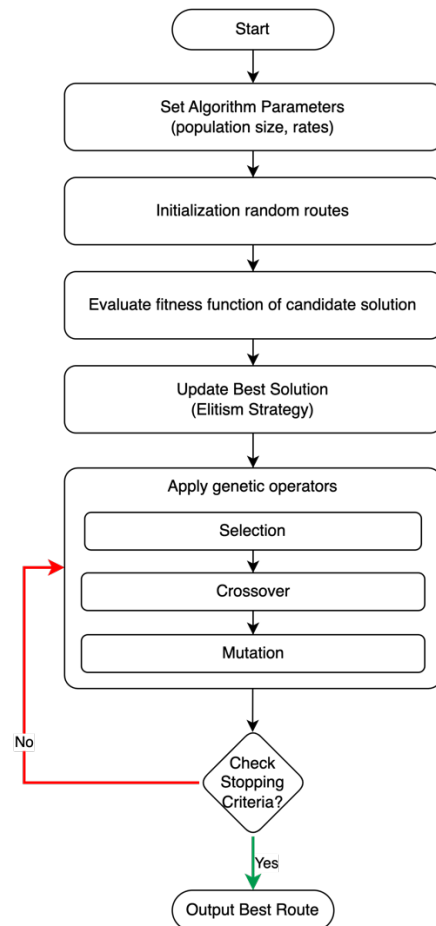 Start
Set Algorithm Parameters
(population size, rates)
Initialization random routes
Evaluate fitness function of candidate solution
Update Best Solution
(Elitism Strategy)
Apply genetic operators
Selection
Crossover
Mutation
No
Check
Stopping
Criteria?
Yes
Output Best Route